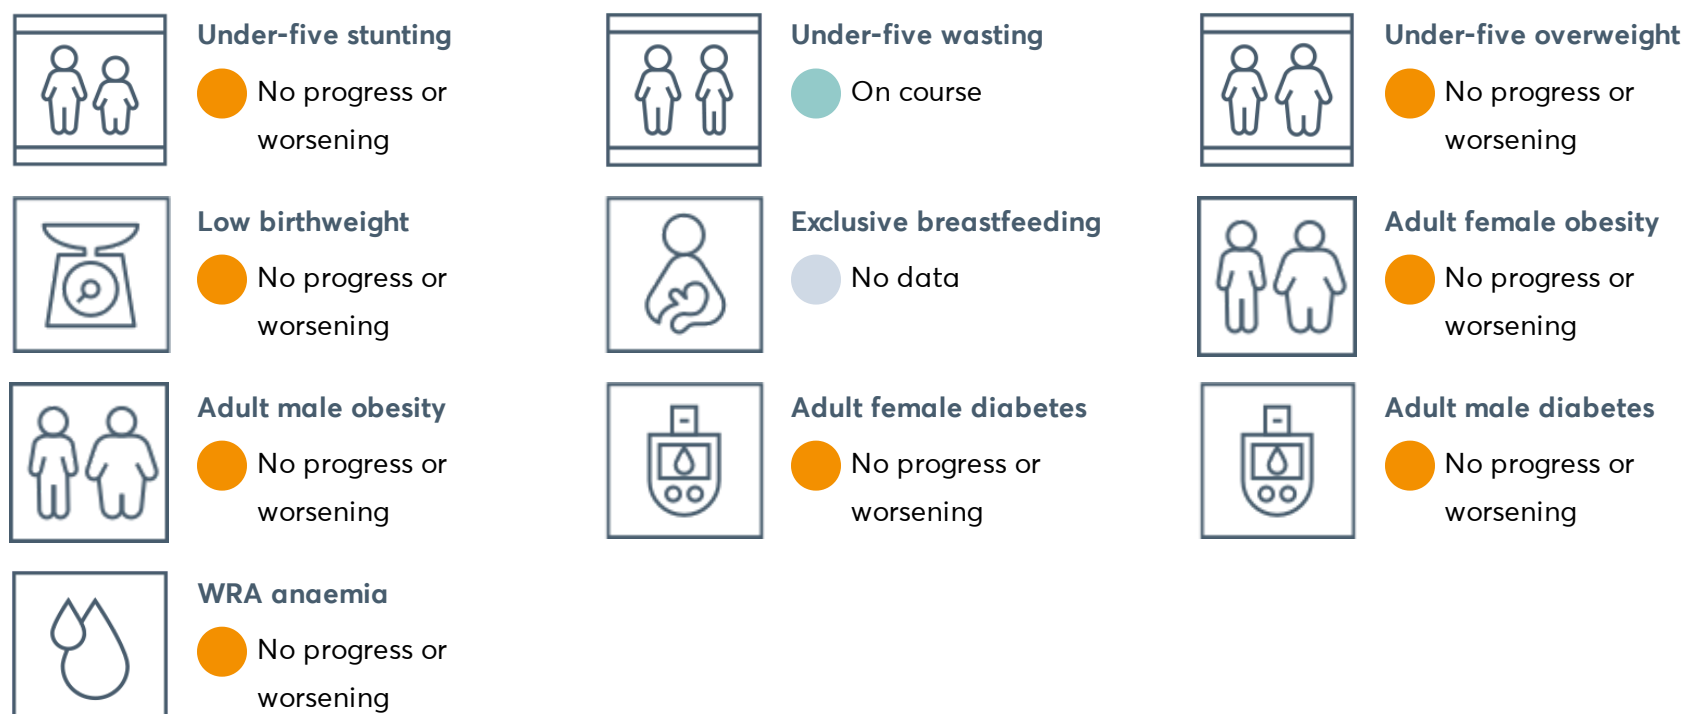 Under-five stunting
No progress or
worsening
Under-five wasting
On course
Under-five overweight
No progress or
worsening
Low birthweight
No progress or
worsening
Exclusive breastfeeding
No data
Adult female obesity
No progress or
worsening
Adult male obesity
No progress or
worsening
Adult female diabetes
No progress or
worsening
Adult male diabetes
No progress or
worsening
WRA anaemia
No progress or
worsening